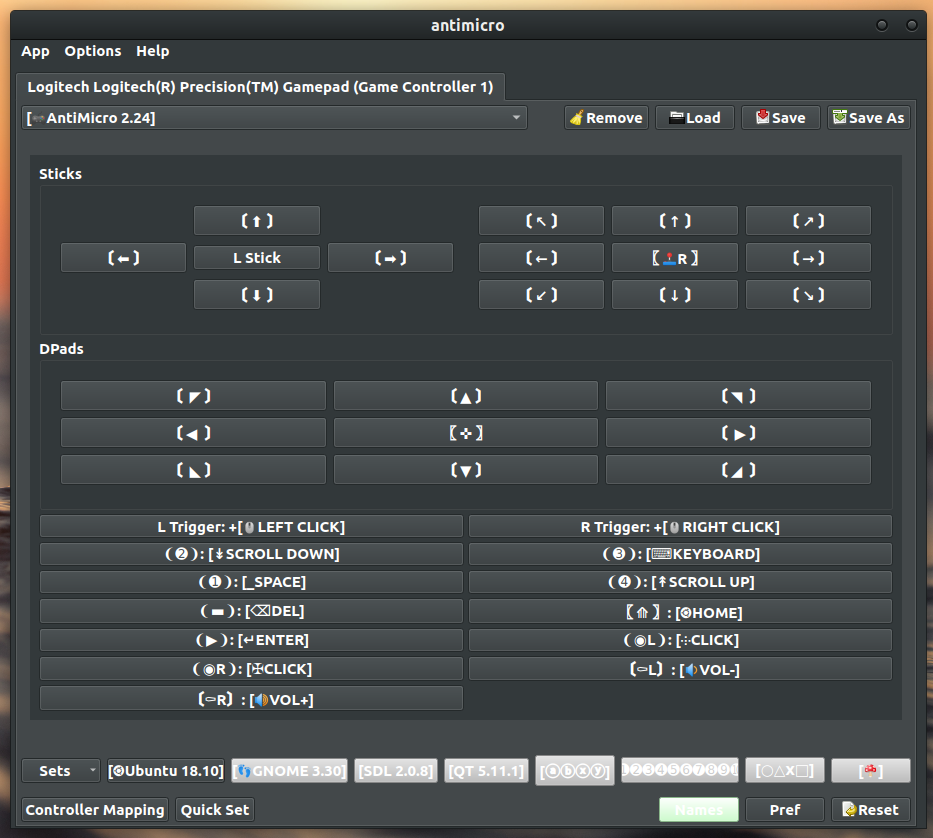 antimicro
App Options Help
Logitech Logitech(R) Precision(TM) Gamepad (Game Controller 1)
[🎮AntiMicro 2.24] Remove Load Save Save As
Sticks
(⬆) (↖) (↑) (↗)
(⬅) L Stick (➡) (←) 〖🕹R〗 (→)
(⬇) (↙) (↓) (↘)
DPads
(◤) (▲) (◥)
(◀) 〖✜〗 (▶)
(◣) (▼) (◢)
L Trigger: +[🖱LEFT CLICK] R Trigger: +[🖱RIGHT CLICK]
(❷): [↡SCROLL DOWN] (❸): [⌨KEYBOARD]
(❶): [_SPACE] (❹): [↟SCROLL UP]
(▬): [⌫DEL] 〖⟰〗: [HOME]
(▶): [↵ENTER] (◉L): [CLICK]
(◉R): [✠CLICK] (⚰L) : [🔉VOL-]
(⚰R) : [🔊VOL+]
Sets [Ubuntu 18.10] [👣GNOME 3.30] [SDL 2.0.8] [QT 5.11.1] [ⓐⓑⓧⓨ] [○△X□]
Controller Mapping Quick Set Names Pref Reset